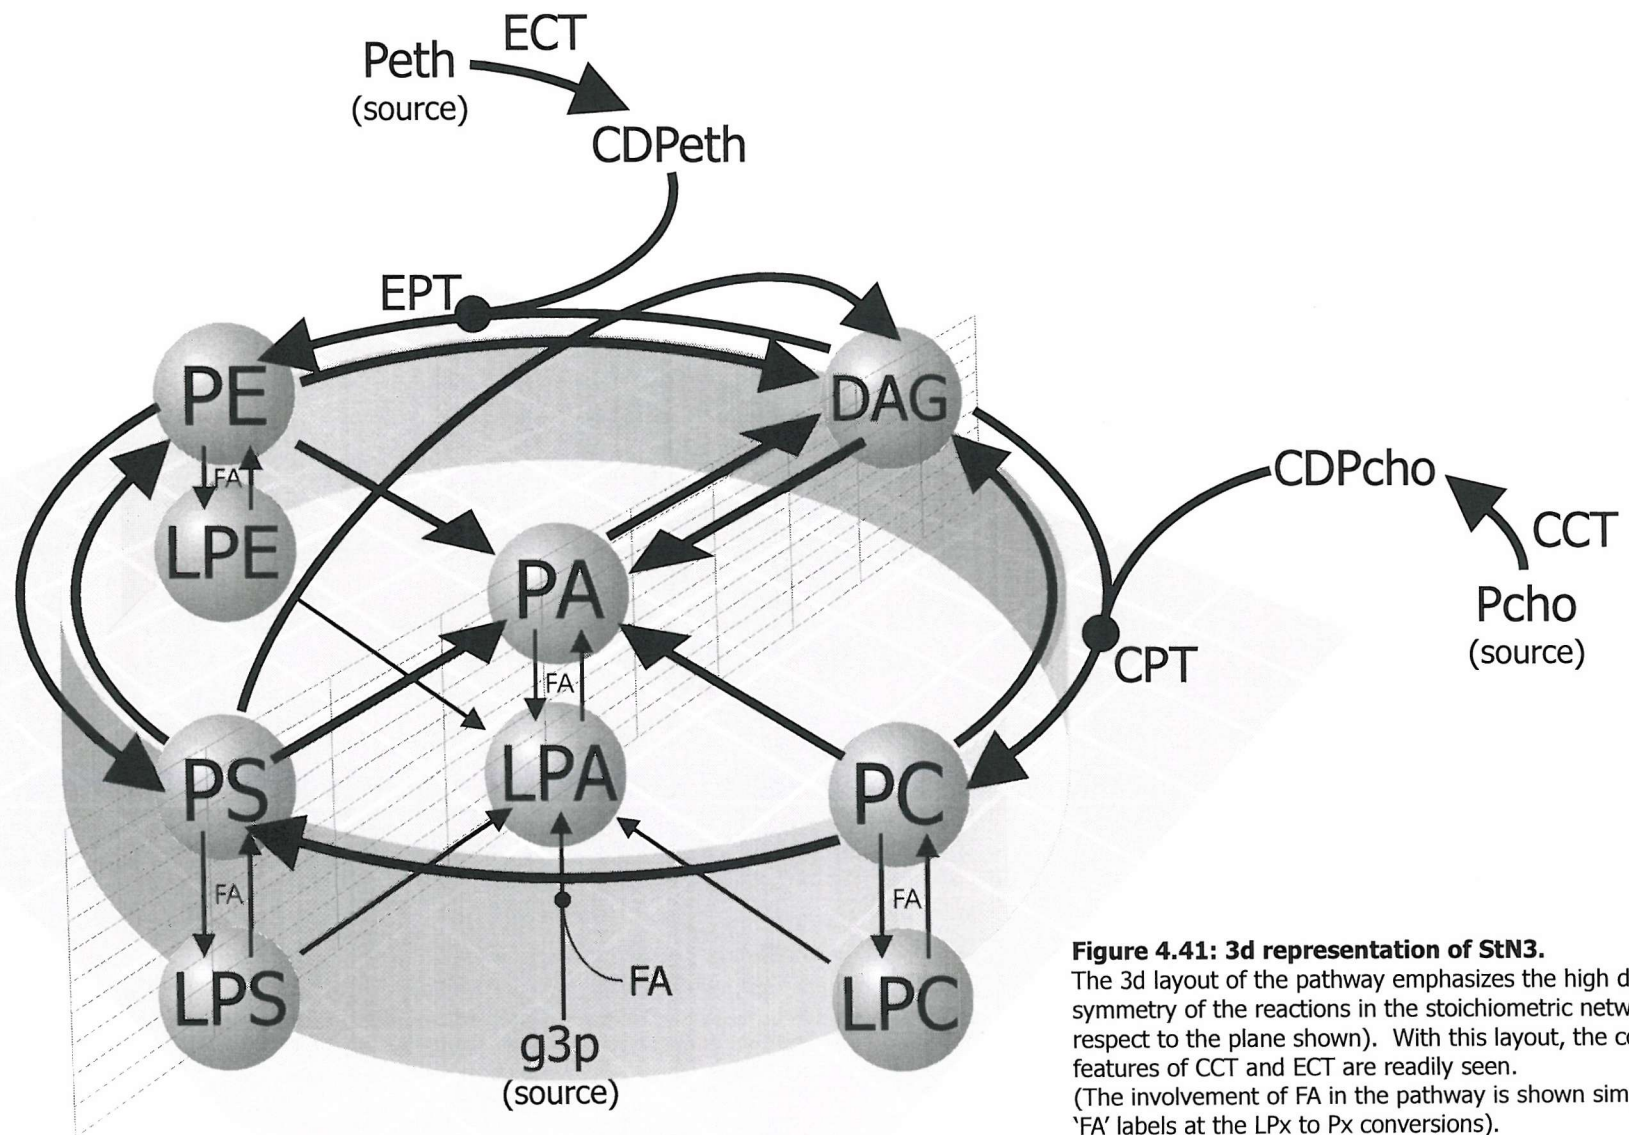 ECT
Peth
(source)
CDPeth
EPT
PE
DAG
FA
LPE
CDPcho
CCT
Pcho
(source)
CPT
PA
FA
LPA
PS
PC
FA
FA
LPS
LPC
FA
g3p
(source)
Figure 4.41: 3d representation of StN3.
The 3d layout of the pathway emphasizes the high d
symmetry of the reactions in the stoichiometric netw
respect to the plane shown). With this layout, the c
features of CCT and ECT are readily seen.
(The involvement of FA in the pathway is shown sim
'FA' labels at the LPx to Px conversions).